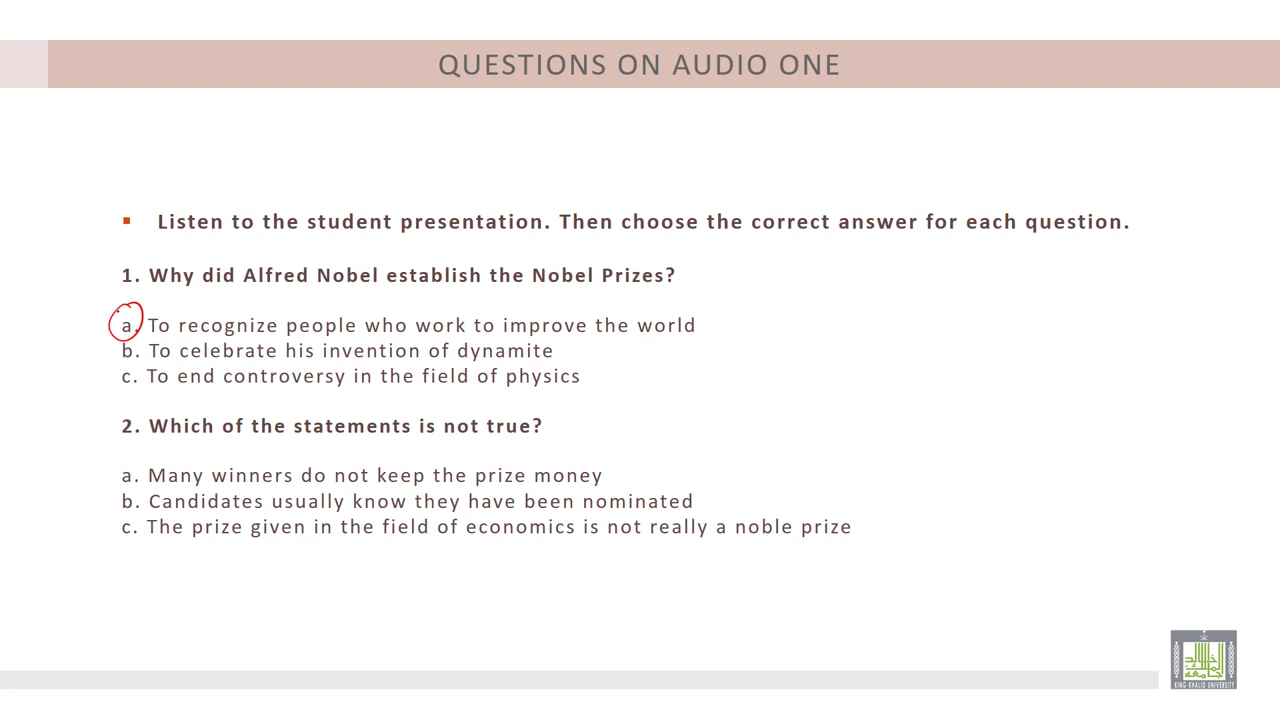 QUESTIONS ON AUDIO ONE
Listen to the student presentation. Then choose the correct answer for each question.
1. Why did Alfred Nobel establish the Nobel Prizes?
a. To recognize people who work to improve the world
b. To celebrate his invention of dynamite
c. To end controversy in the field of physics
2. Which of the statements is not true?
a. Many winners do not keep the prize money
b. Candidates usually know they have been nominated
c. The prize given in the field of economics is not really a noble prize
KING KHALID UNIVERSITY